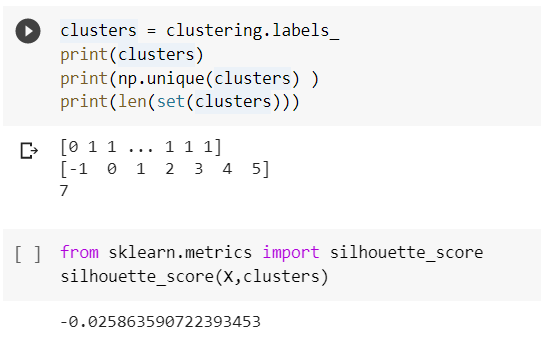 clusters = clustering.labels_
print(clusters)
print(np.unique(clusters) )
print(len(set(clusters)))
[0 1 1 ... 1 1 1]
[-1  0  1  2  3  4  5]
7
[ ] from sklearn.metrics import silhouette_score
silhouette_score(X,clusters)
-0.025863590722393453